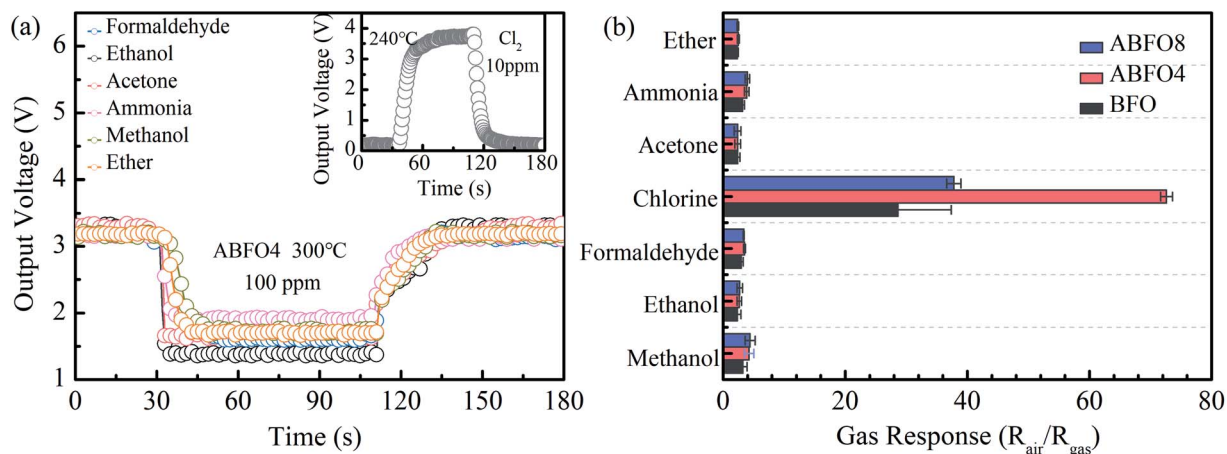 (a)
Output Voltage (V)
6
5
4
3
2
1
Formaldehyde
Ethanol
Acetone
Ammonia
Methanol
Ether
Output Voltage (V)
4
3
2
1
0
240℃
Cl₂
10ppm
0 60 120 180
Time (s)
ABFO4 300℃
100 ppm
0 30 60 90 120 150 180
Time (s)
(b)
Ether
Ammonia
Acetone
Chlorine
Formaldehyde
Ethanol
Methanol
ABFO8
ABFO4
BFO
0 20 40 60 80
Gas Response (R_air/R_gas)